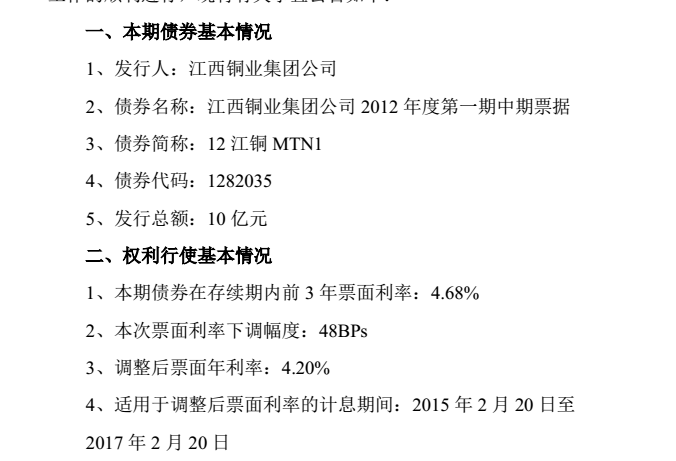 一、本期债券基本情况
1、发行人：江西铜业集团公司
2、债券名称：江西铜业集团公司 2012 年度第一期中期票据
3、债券简称：12 江铜 MTN1
4、债券代码：1282035
5、发行总额：10 亿元
二、权利行使基本情况
1、本期债券在存续期内前 3 年票面利率：4.68%
2、本次票面利率下调幅度：48BPs
3、调整后票面年利率：4.20%
4、适用于调整后票面利率的计息期间：2015 年 2 月 20 日至
2017 年 2 月 20 日